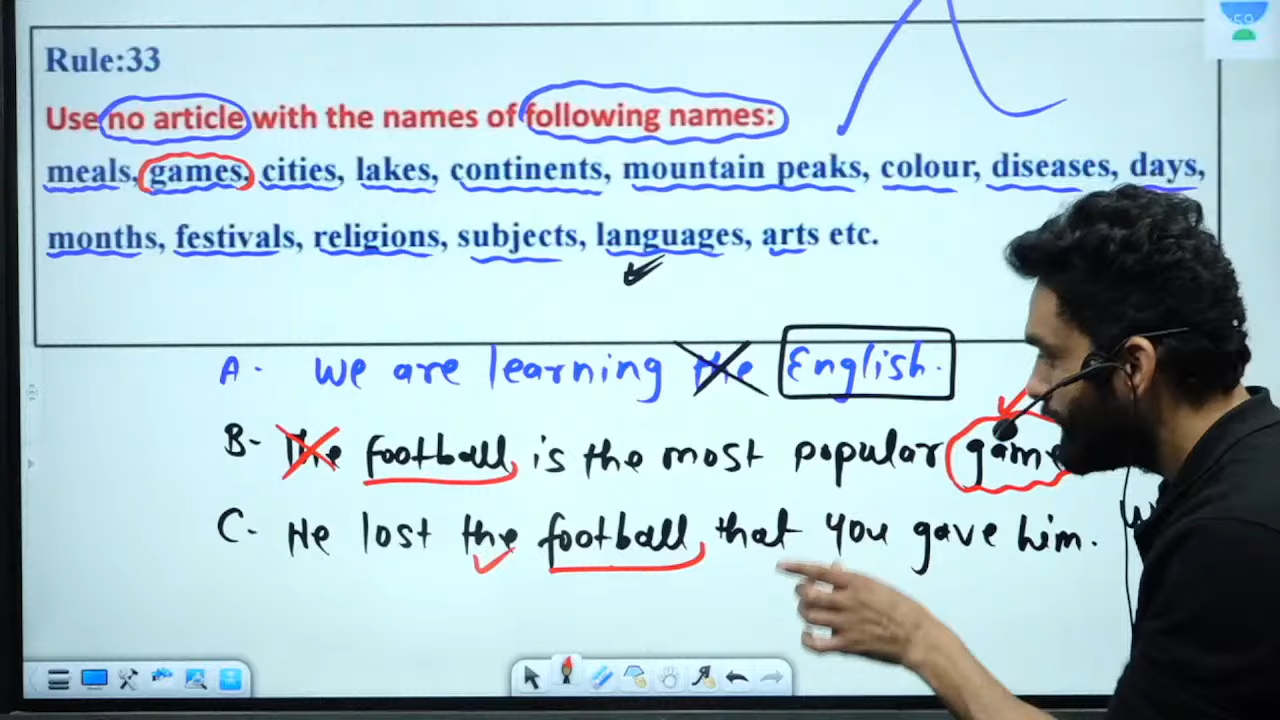 59
Rule:33
Use no article with the names of following names:
meals, games, cities, lakes, continents, mountain peaks, colour, diseases, days,
months, festivals, religions, subjects, languages, arts etc.
A. We are learning the English.
B- The football is the most popular game
C- He lost the football that you gave him.